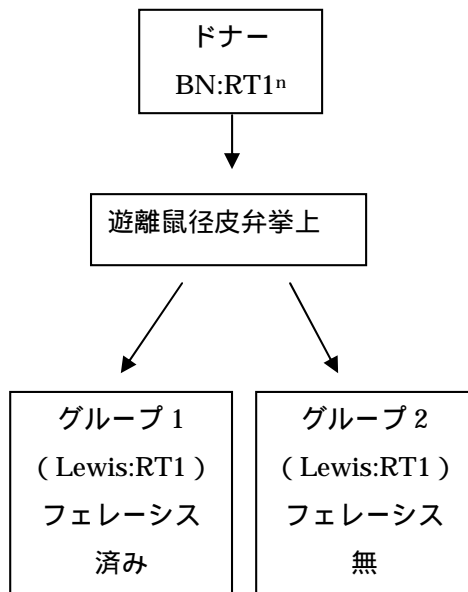 ドナー
BN:RT1ⁿ
遊離鼠径皮弁挙上
グループ 1
( Lewis:RT1 )
フェレーシス
済み
グループ 2
( Lewis:RT1 )
フェレーシス
無